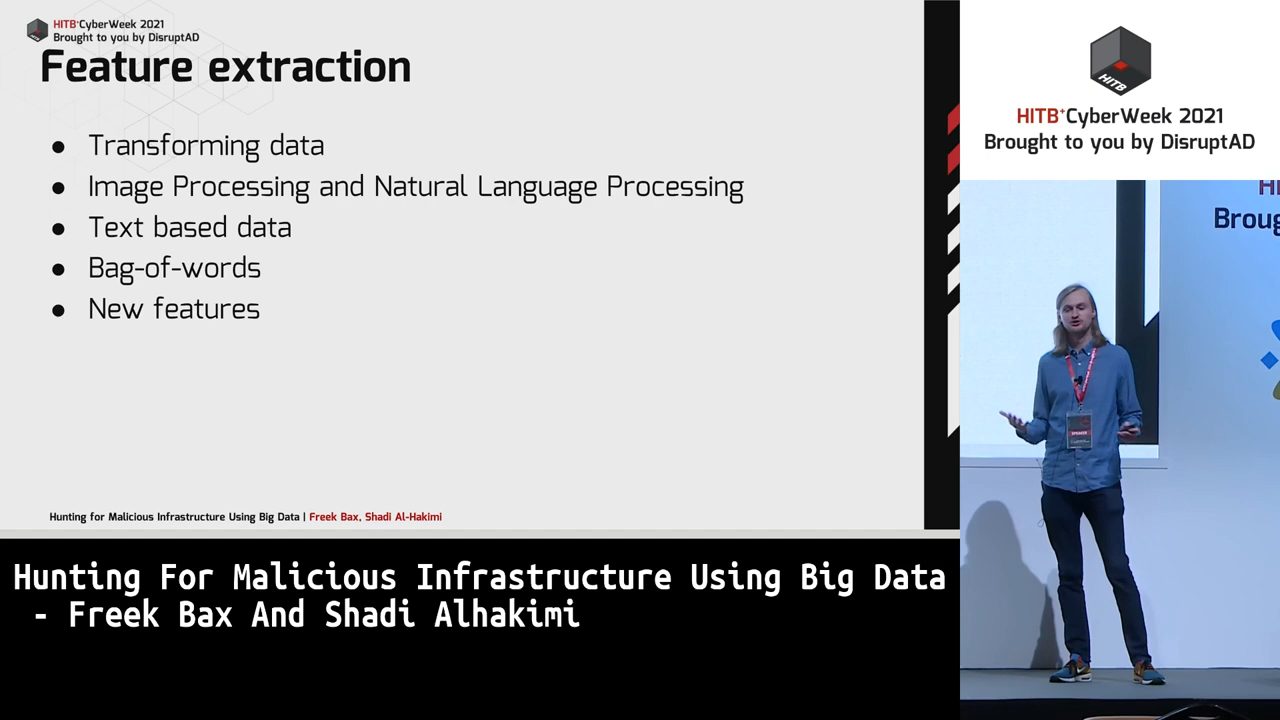 HITB+CyberWeek 2021
Brought to you by DisruptAD
Feature extraction
● Transforming data
● Image Processing and Natural Language Processing
● Text based data
● Bag-of-words
● New features
Hunting for Malicious Infrastructure Using Big Data | Freek Bax, Shadi Al-Hakimi
Hunting For Malicious Infrastructure Using Big Data
- Freek Bax And Shadi Alhakimi
HITB
HITB+CyberWeek 2021
Brought to you by DisruptAD
SPEAKER